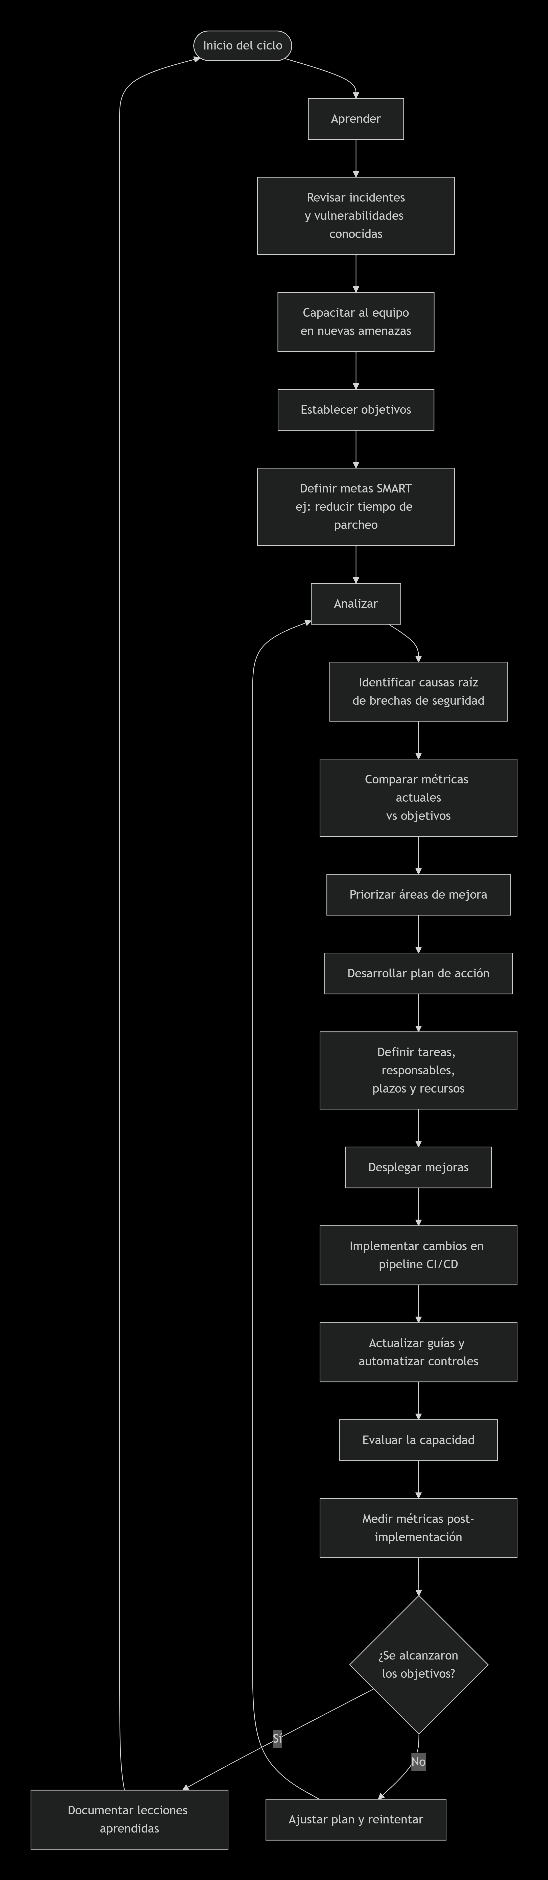 Inicio del ciclo
Aprender
Revisar incidentes
y vulnerabilidades
conocidas
Capacitar al equipo
en nuevas amenazas
Establecer objetivos
Definir metas SMART
ej: reducir tiempo de
parcheo
Analizar
Identificar causas raíz
de brechas de seguridad
Comparar métricas
actuales
vs objetivos
Priorizar áreas de mejora
Desarrollar plan de acción
Definir tareas,
responsables,
plazos y recursos
Desplegar mejoras
Implementar cambios en
pipeline CI/CD
Actualizar guías y
automatizar controles
Evaluar la capacidad
Medir métricas post-
implementación
¿Se alcanzaron
los objetivos?
Sí
No
Documentar lecciones
aprendidas
Ajustar plan y reintentar